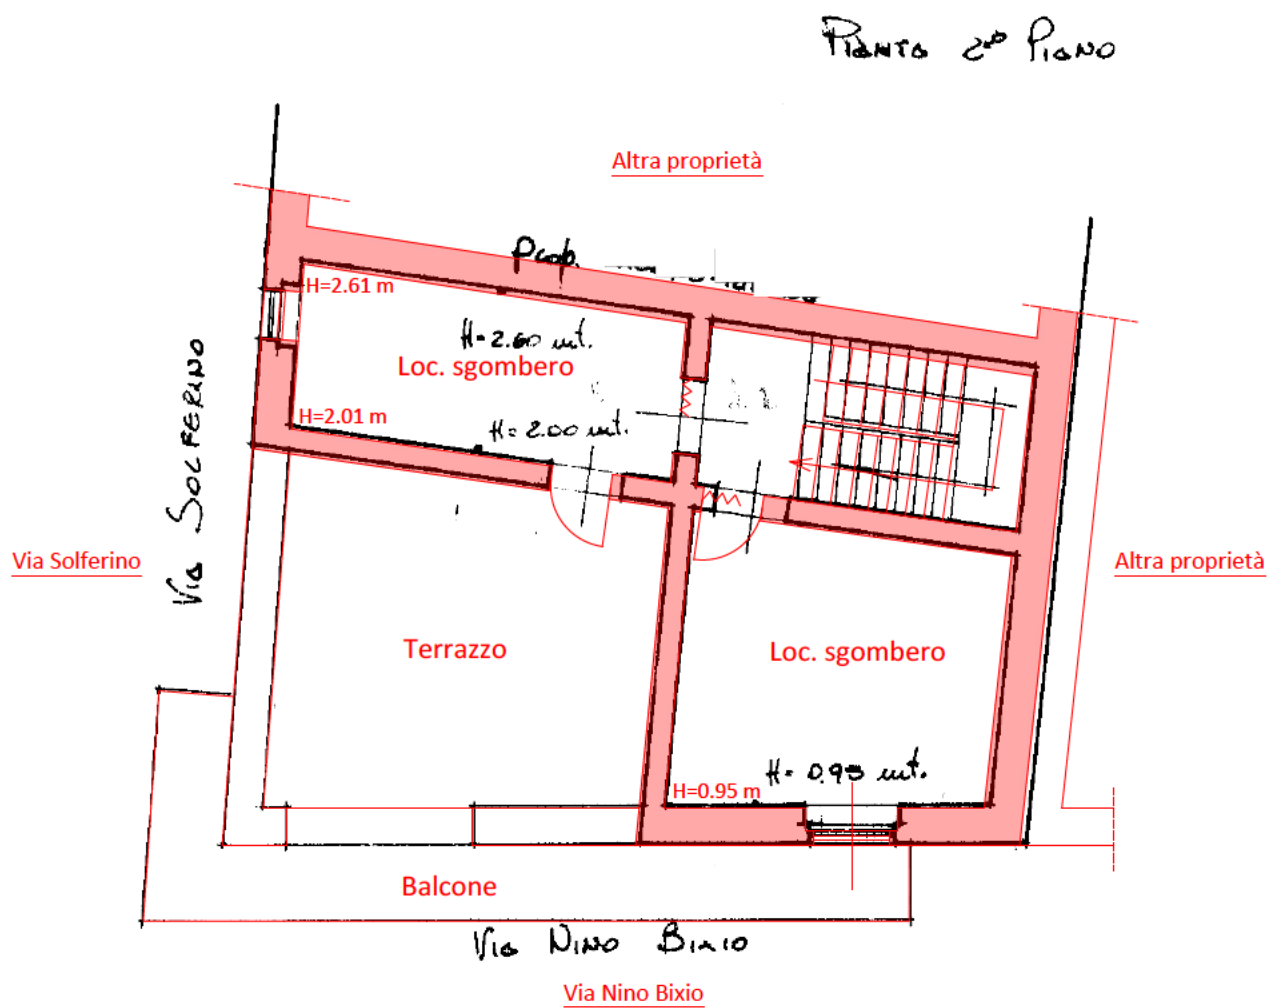 Pianta 2do Piano
Altra proprietà
Prop.
H=2.61 m
H=2.60 mt.
Loc. sgombero
H=2.01 m
H=2.00 mt.
Via Solferino
Via Solferino
Altra proprietà
Terrazzo
Loc. sgombero
H=0.95 mt.
H=0.95 m
Balcone
Via Nino Bixio
Via Nino Bixio